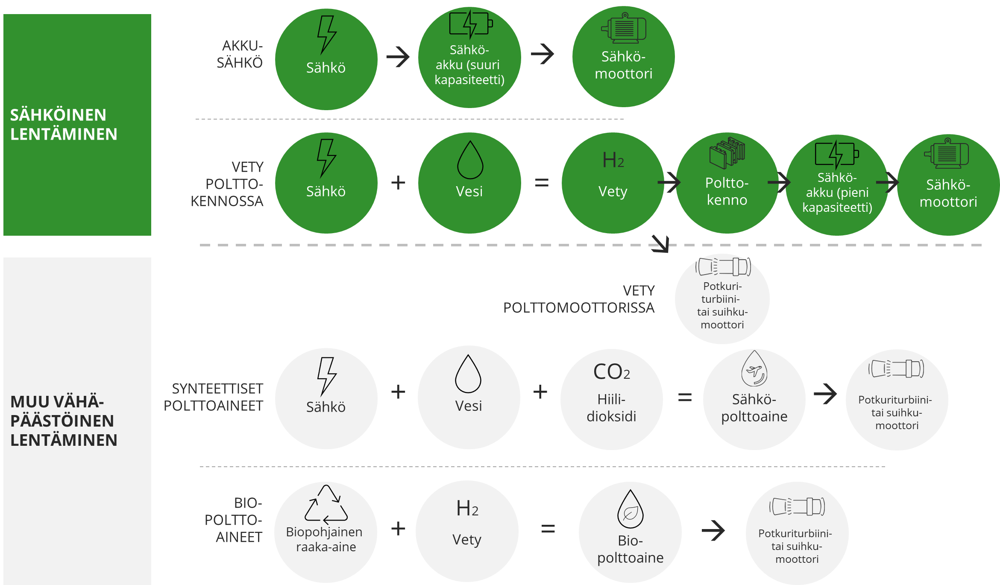 SÄHKÖINEN
LENTÄMINEN
AKKU-
SÄHKÖ
Sähkö
Sähkö-
akku (suuri
kapasiteetti)
Sähkö-
moottori
VETY
POLTTO-
KENNOSSA
Sähkö
+
Vesi
=
H2
Vety
Poltto-
kenno
Sähkö-
akku (pieni
kapasiteetti)
Sähkö-
moottori
MUU VÄHÄ-
PÄÄSTÖINEN
LENTÄMINEN
VETY
POLTTOMOOTTORISSA
Potkuri-
turbiini-
tai suihku-
moottori
SYNTEETTISET
POLTTOAINEET
Sähkö
+
Vesi
+
CO2
Hiili-
dioksidi
=
Sähkö-
polttoaine
Potkuriturbiini-
tai suihku-
moottori
BIO-
POLTTO-
AINEET
Biopohjainen
raaka-aine
+
H2
Vety
=
Bio-
polttoaine
Potkuriturbiini-
tai suihku-
moottori